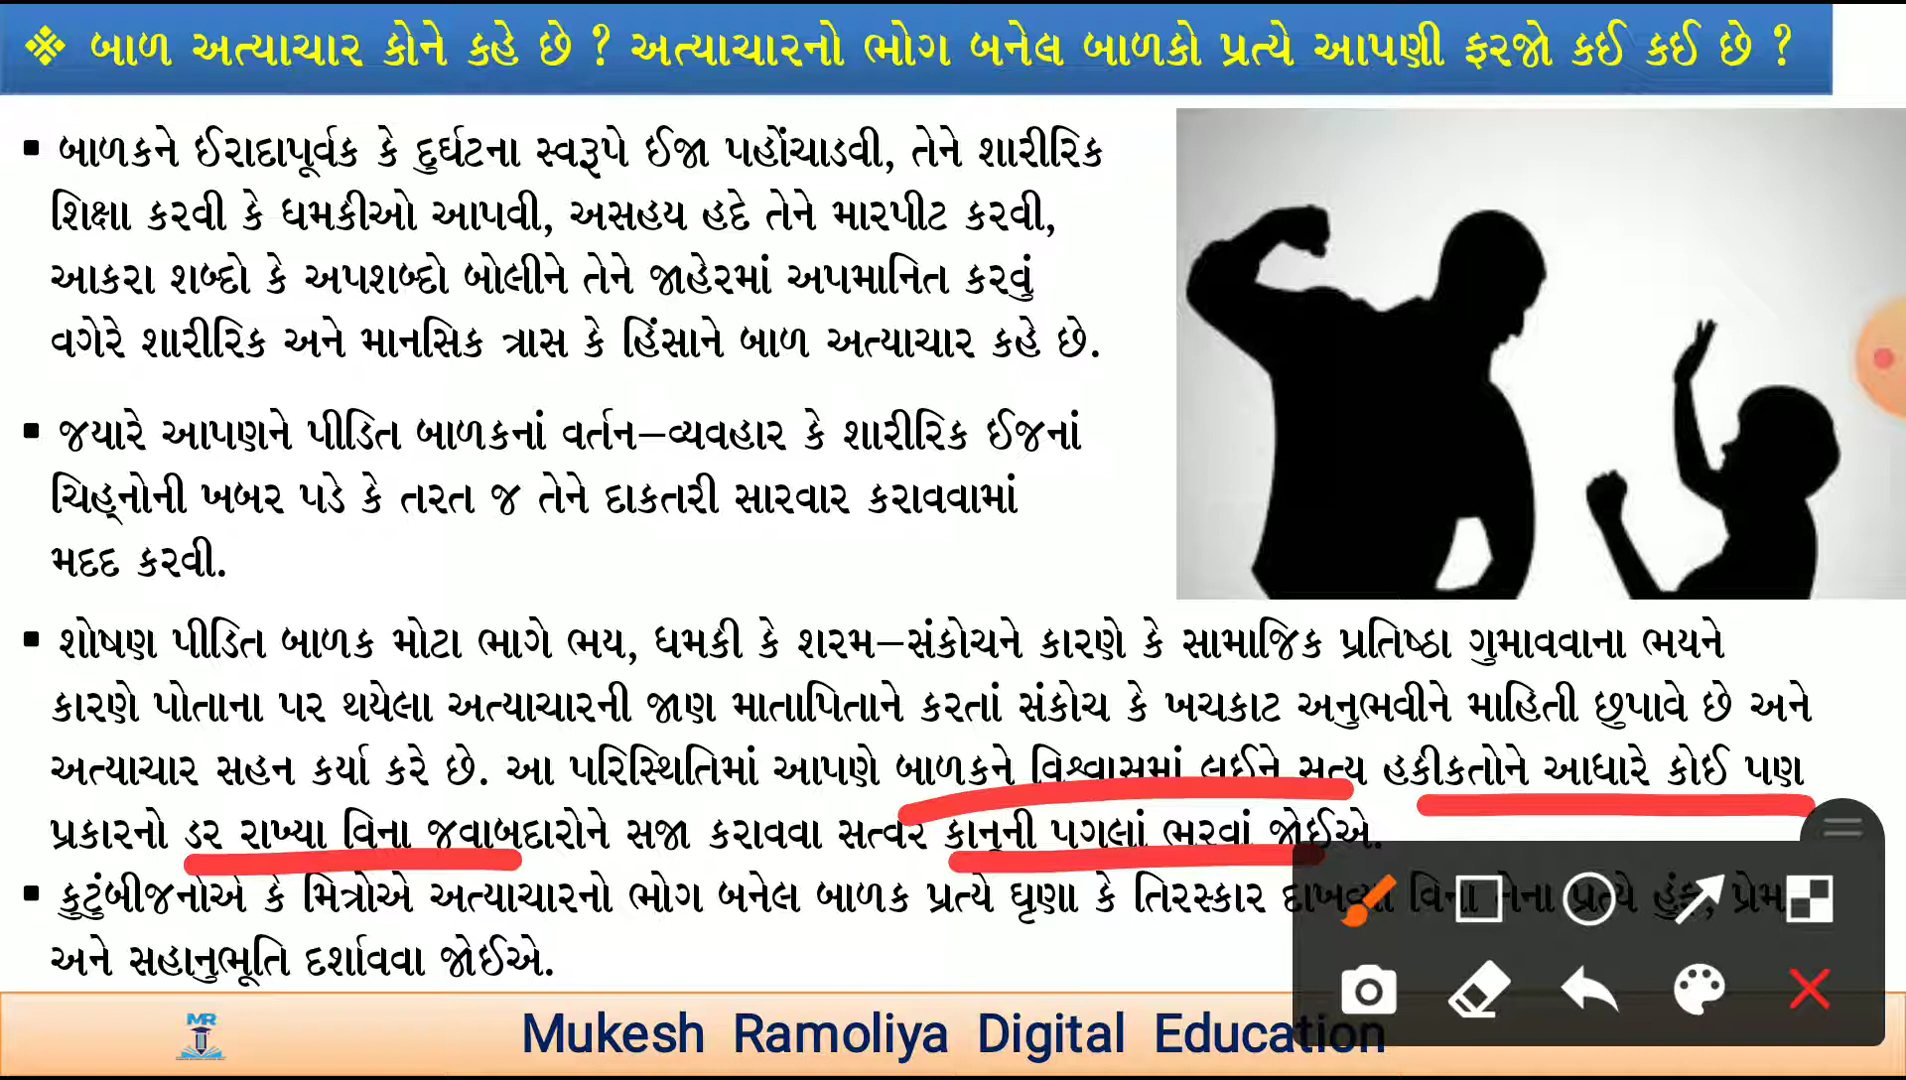 ❖ બાળ અત્યાચાર કોને કહે છે ? અત્યાચારનો ભોગ બનેલ બાળકો પ્રત્યે આપણી ફરજો કઈ કઈ છે ?
▪ બાળકને ઈરાદાપૂર્વક કે દુર્ઘટના સ્વરૂપે ઈજા પહોંચાડવી, તેને શારીરિક
શિક્ષા કરવી કે ધમકીઓ આપવી, અસહય હદે તેને મારપીટ કરવી,
આકરા શબ્દો કે અપશબ્દો બોલીને તેને જાહેરમાં અપમાનિત કરવું
વગેરે શારીરિક અને માનસિક ત્રાસ કે હિંસાને બાળ અત્યાચાર કહે છે.
▪ જયારે આપણને પીડિત બાળકનાં વર્તન–વ્યવહાર કે શારીરિક ઈજનાં
ચિહ્નોની ખબર પડે કે તરત જ તેને દાકતરી સારવાર કરાવવામાં
મદદ કરવી.
▪ શોષણ પીડિત બાળક મોટા ભાગે ભય, ધમકી કે શરમ–સંકોચને કારણે કે સામાજિક પ્રતિષ્ઠા ગુમાવવાના ભયને
કારણે પોતાના પર થયેલા અત્યાચારની જાણ માતાપિતાને કરતાં સંકોચ કે ખચકાટ અનુભવીને માહિતી છુપાવે છે અને
અત્યાચાર સહન કર્યા કરે છે. આ પરિસ્થિતિમાં આપણે બાળકને વિશ્વાસમાં લઈને સત્ય હકીકતોને આધારે કોઈ પણ
પ્રકારનો ડર રાખ્યા વિના જવાબદારોને સજા કરાવવા સત્વર કાનુની પગલાં ભરવાં જોઈએ.
▪ કુટુંબીજનોએ કે મિત્રોએ અત્યાચારનો ભોગ બનેલ બાળક પ્રત્યે ઘૃણા કે તિરસ્કાર દાખવ્યા વિના તેના પ્રત્યે હુંફ, પ્રેમ
અને સહાનુભૂતિ દર્શાવવા જોઈએ.
MR
Mukesh Ramoliya Digital Education